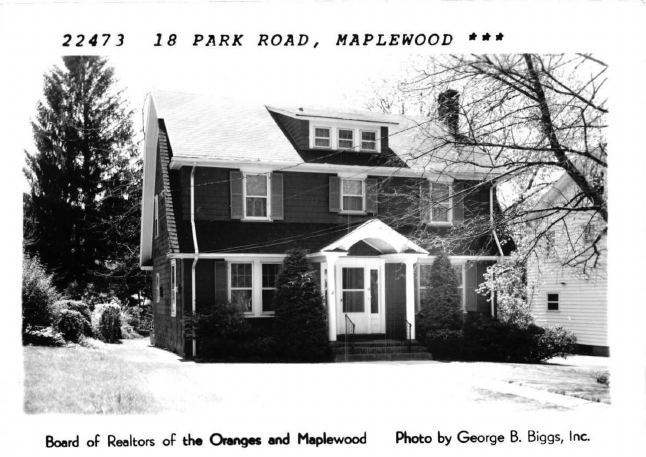 22473 18 PARK ROAD, MAPLEWOOD ***
Board of Realtors of the Oranges and Maplewood Photo by George B. Biggs, Inc.